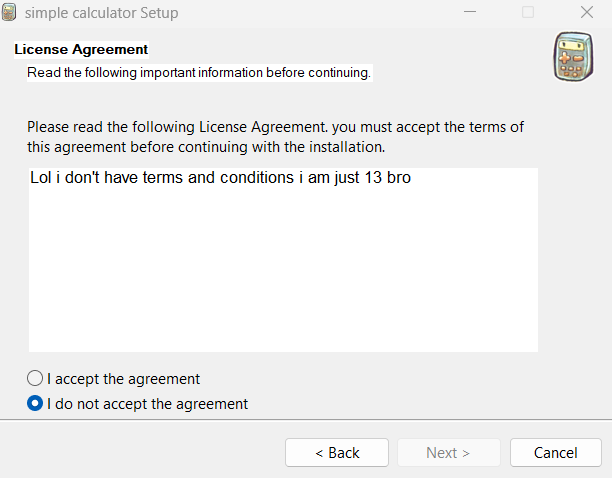 simple calculator Setup
License Agreement
Read the following important information before continuing.
Please read the following License Agreement. you must accept the terms of
this agreement before continuing with the installation.
Lol i don't have terms and conditions i am just 13 bro
I accept the agreement
I do not accept the agreement
< Back
Next >
Cancel